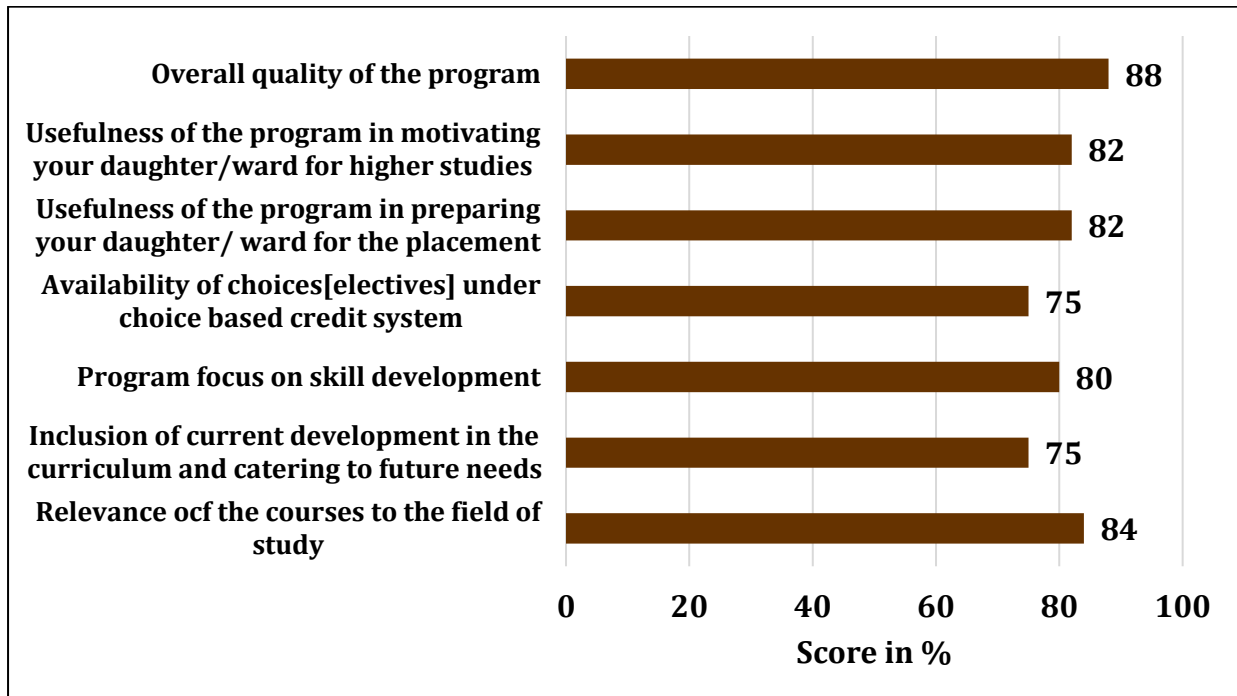 Overall quality of the program
88
Usefulness of the program in motivating
your daughter/ward for higher studies
82
Usefulness of the program in preparing
your daughter/ ward for the placement
82
Availability of choices[electives] under
choice based credit system
75
Program focus on skill development
80
Inclusion of current development in the
curriculum and catering to future needs
75
Relevance ocf the courses to the field of
study
84
0 20 40 60 80 100
Score in %